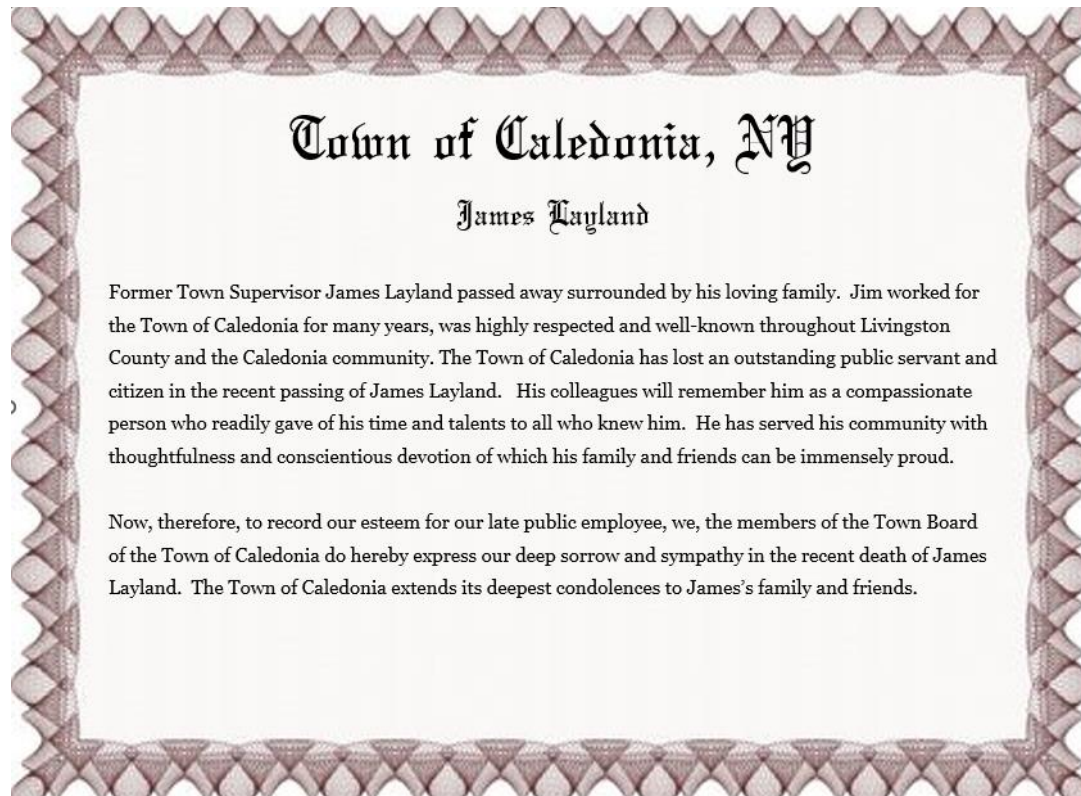 Town of Caledonia, NY
James Layland
Former Town Supervisor James Layland passed away surrounded by his loving family.  Jim worked for
the Town of Caledonia for many years, was highly respected and well-known throughout Livingston
County and the Caledonia community. The Town of Caledonia has lost an outstanding public servant and
citizen in the recent passing of James Layland.   His colleagues will remember him as a compassionate
person who readily gave of his time and talents to all who knew him.  He has served his community with
thoughtfulness and conscientious devotion of which his family and friends can be immensely proud.
Now, therefore, to record our esteem for our late public employee, we, the members of the Town Board
of the Town of Caledonia do hereby express our deep sorrow and sympathy in the recent death of James
Layland.  The Town of Caledonia extends its deepest condolences to James’s family and friends.